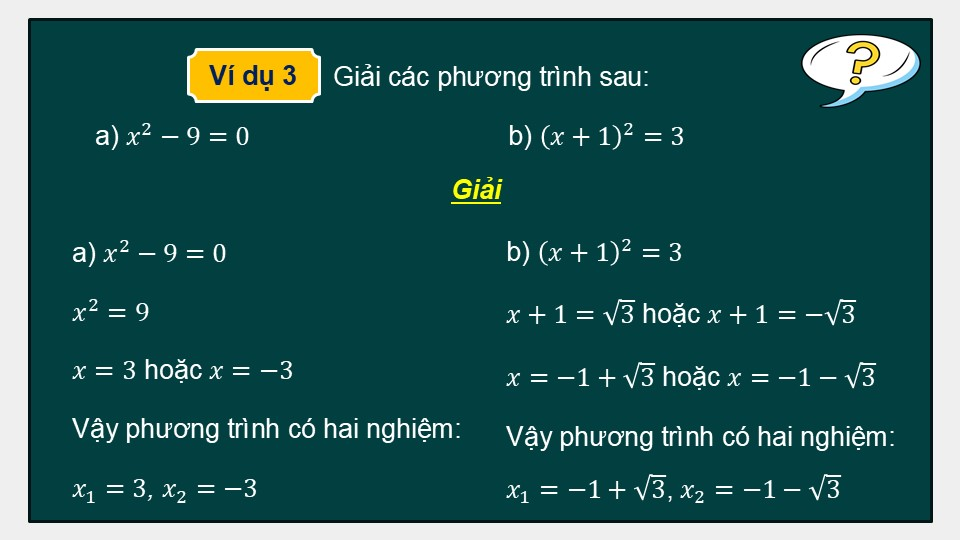 Ví dụ 3 Giải các phương trình sau:
a) 𝑥² − 9 = 0
b) (𝑥 + 1)² = 3
Giải
a) 𝑥² − 9 = 0
𝑥² = 9
𝑥 = 3 hoặc 𝑥 = −3
Vậy phương trình có hai nghiệm:
𝑥₁ = 3, 𝑥₂ = −3
b) (𝑥 + 1)² = 3
𝑥 + 1 = √3 hoặc 𝑥 + 1 = −√3
𝑥 = −1 + √3 hoặc 𝑥 = −1 − √3
Vậy phương trình có hai nghiệm:
𝑥₁ = −1 + √3, 𝑥₂ = −1 − √3
?